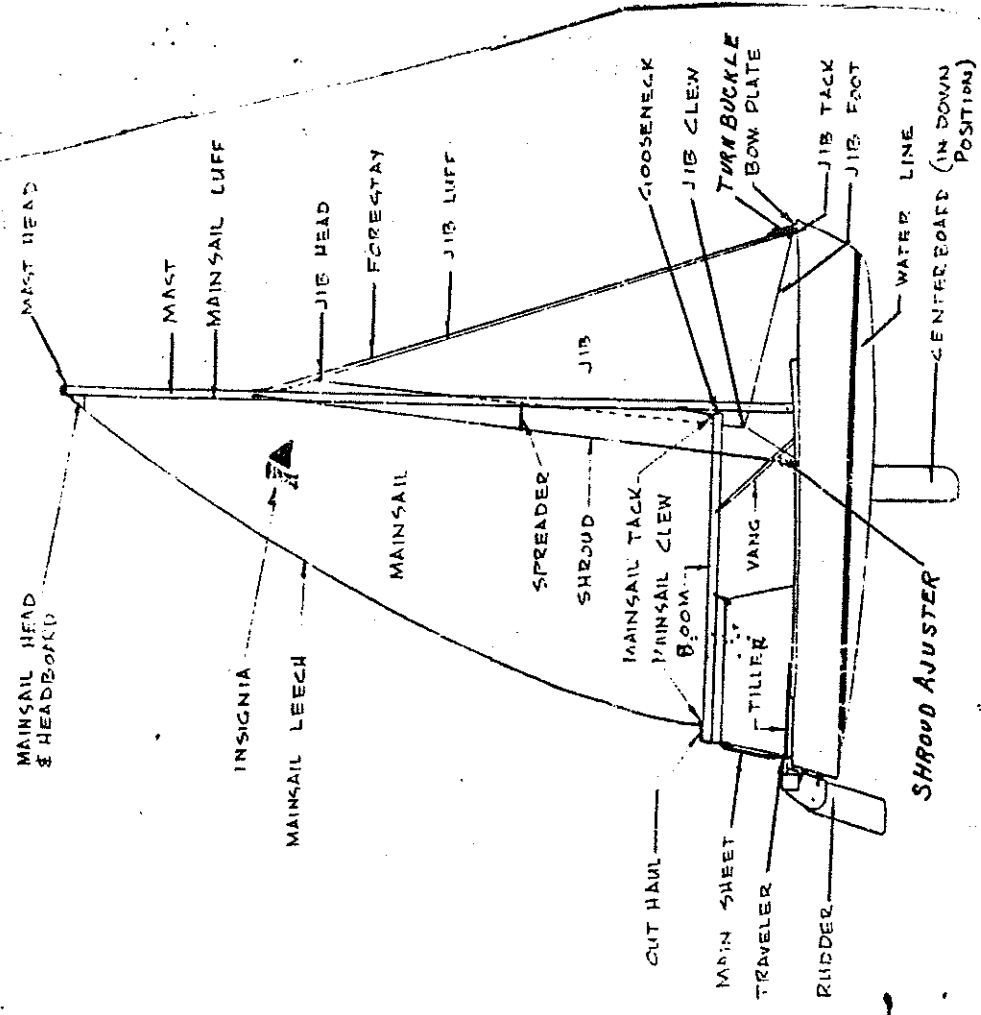 MAST HEAD
MAINSAIL HEAD
& HEADBOARD
MAST
MAINSAIL LUFF
JIB HEAD
FORESTAY
JIB LUFF
INSIGNIA
MAINSAIL LEECH
MAINSAIL
JIB
SPREADER
SHROUD
GOOSENECK
JIB CLEW
TURNBUCKLE
BOW PLATE
MAINSAIL TACK
MAINSAIL CLEW
BOOM
VANG
TILLER
JIB TACK
JIB FOOT
OUT HAUL
MAIN SHEET
TRAVELER
RUDDER
WATER LINE
CENTERBOARD (IN DOWN
POSITION)
SHROUD AJUSTER